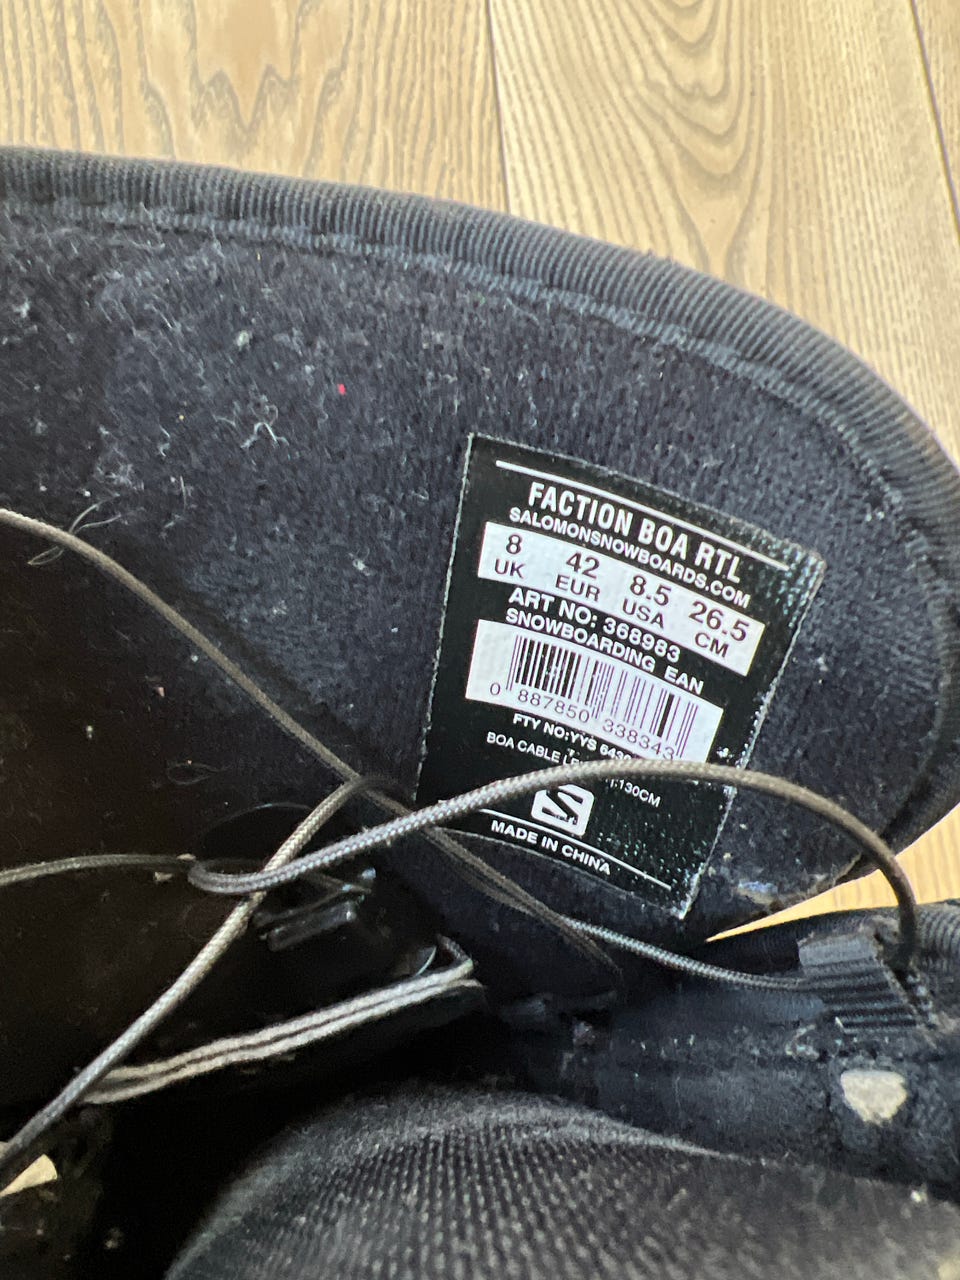 FACTION BOA RTL
SALOMONSNOWBOARDS.COM
8 42 8.5 26.5
UK EUR USA CM
ART NO: 368983
SNOWBOARDING EAN
0 887850 338343
FTY NO:YYS
BOA CABLE :130CM
MADE IN CHINA